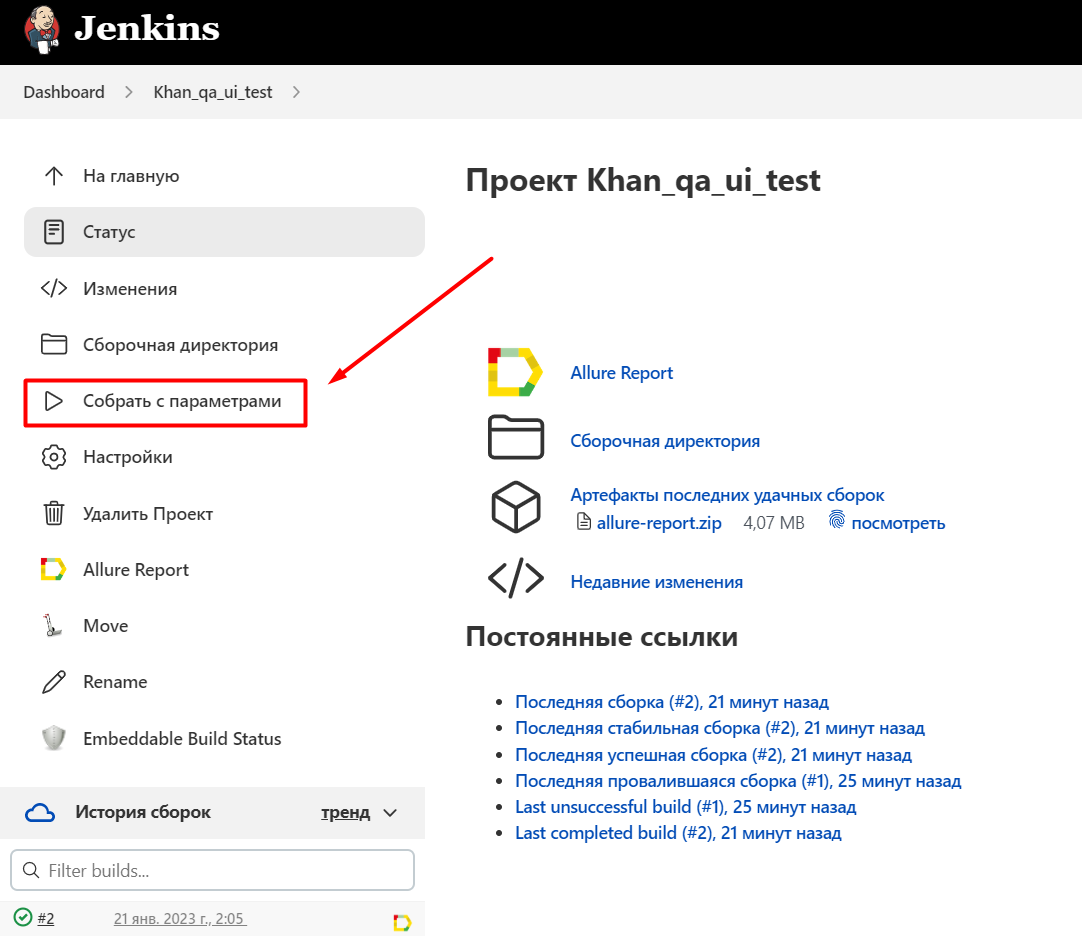 Jenkins
Dashboard
Khan_qa_ui_test
На главную
Статус
Изменения
Сборочная директория
Собрать с параметрами
Настройки
Удалить Проект
Allure Report
Move
Rename
Embeddable Build Status
История сборок
тренд
Filter builds...
#2
21 янв. 2023 г., 2:05
Проект Khan_qa_ui_test
Allure Report
Сборочная директория
Артефакты последних удачных сборок
allure-report.zip 4,07 MB посмотреть
Недавние изменения
Постоянные ссылки
Последняя сборка (#2), 21 минут назад
Последняя стабильная сборка (#2), 21 минут назад
Последняя успешная сборка (#2), 21 минут назад
Последняя провалившаяся сборка (#1), 25 минут назад
Last unsuccessful build (#1), 25 минут назад
Last completed build (#2), 21 минут назад